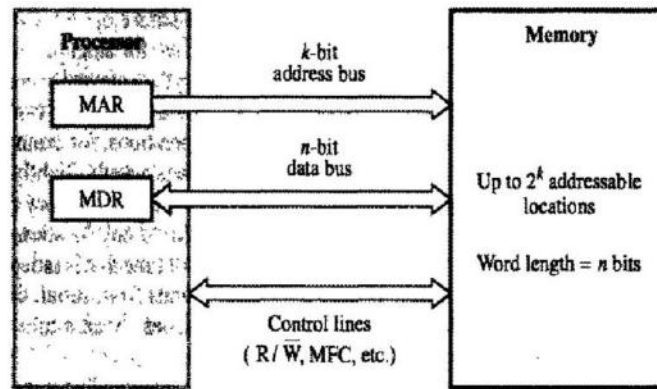 Processor
Memory
k-bit
address bus
MAR
n-bit
data bus
MDR
Up to 2^k addressable
locations
Word length = n bits
Control lines
( R / W̅, MFC, etc.)